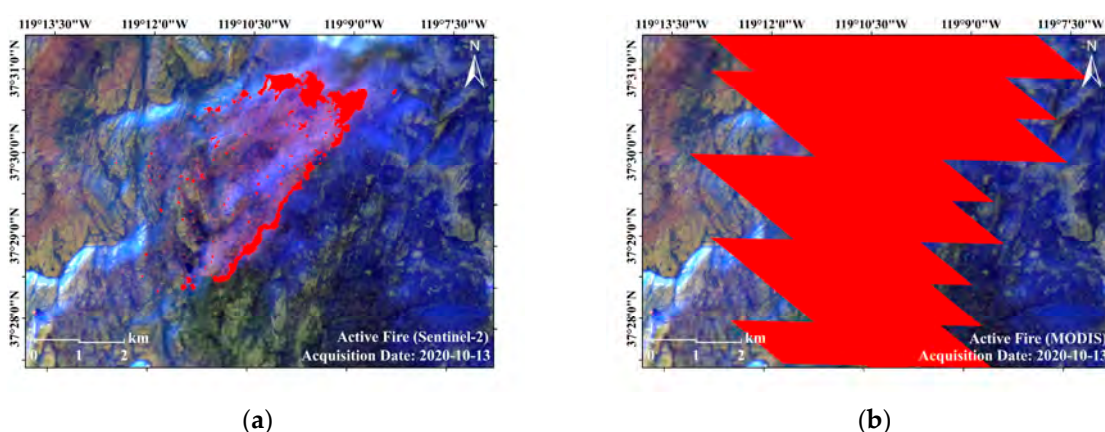 119°13'30"W 119°12'0"W 119°10'30"W 119°9'0"W 119°7'30"W
N
37°31'0"N
37°30'0"N
37°29'0"N
37°28'0"N
km
0 1 2
Active Fire (Sentinel-2)
Acquisition Date: 2020-10-13
(a)
119°13'30"W 119°12'0"W 119°10'30"W 119°9'0"W 119°7'30"W
N
37°31'0"N
37°30'0"N
37°29'0"N
37°28'0"N
km
0 1 2
Active Fire (MODIS)
Acquisition Date: 2020-10-13
(b)